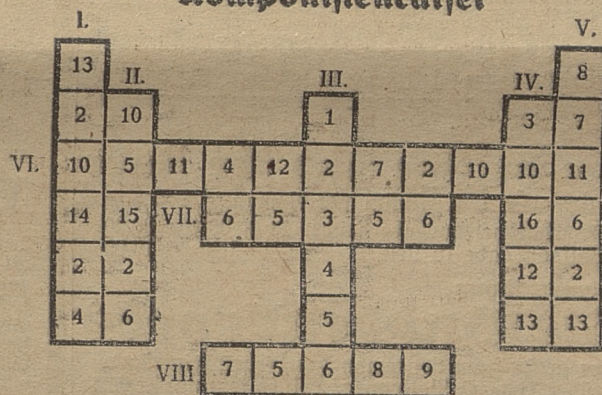 Komponistenrätsel
I. V.
13 8
II. III. IV.
2 10 1 3 7
VI. 10 5 11 4 12 2 7 2 10 10 11
14 15 VII. 6 5 3 5 6 16 6
2 2 4 12 2
4 6 5 13 13
VIII 7 5 6 8 9